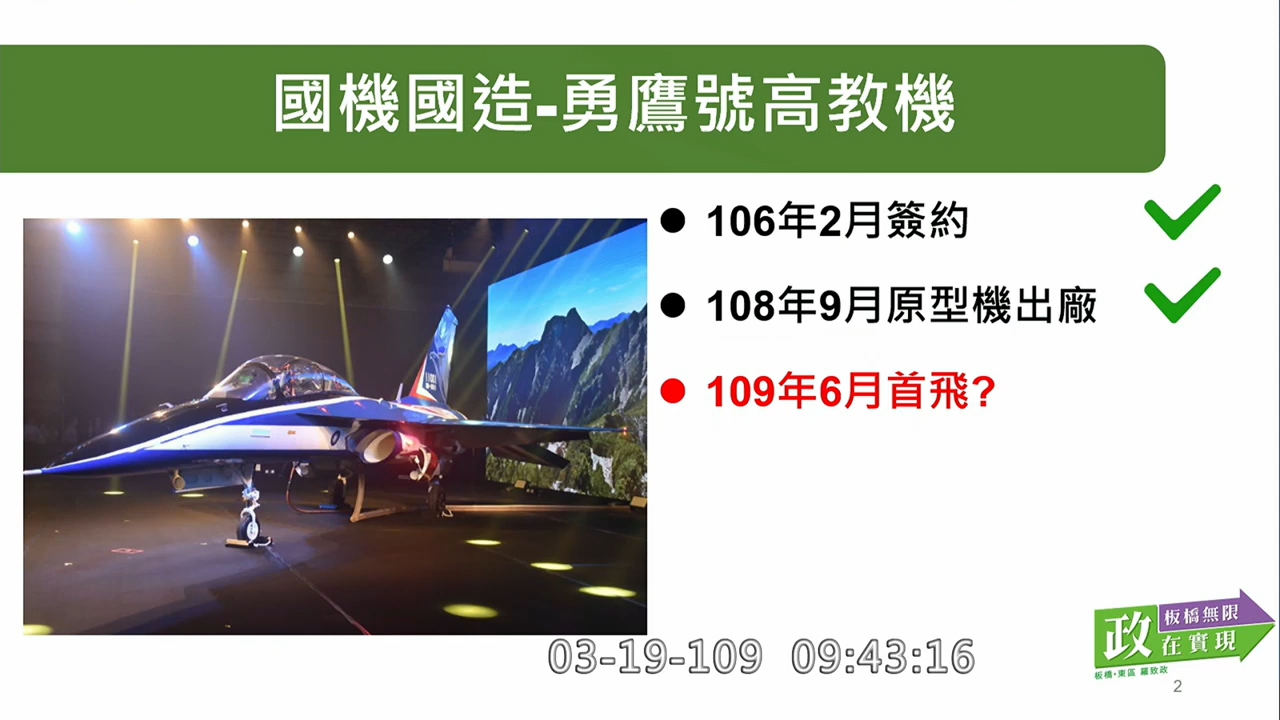 國機國造-勇鷹號高教機
106年2月簽約
108年9月原型機出廠
109年6月首飛?
03-19-109 09:43:16
政
板橋無限
在實現
板橋•東區 羅致政
2